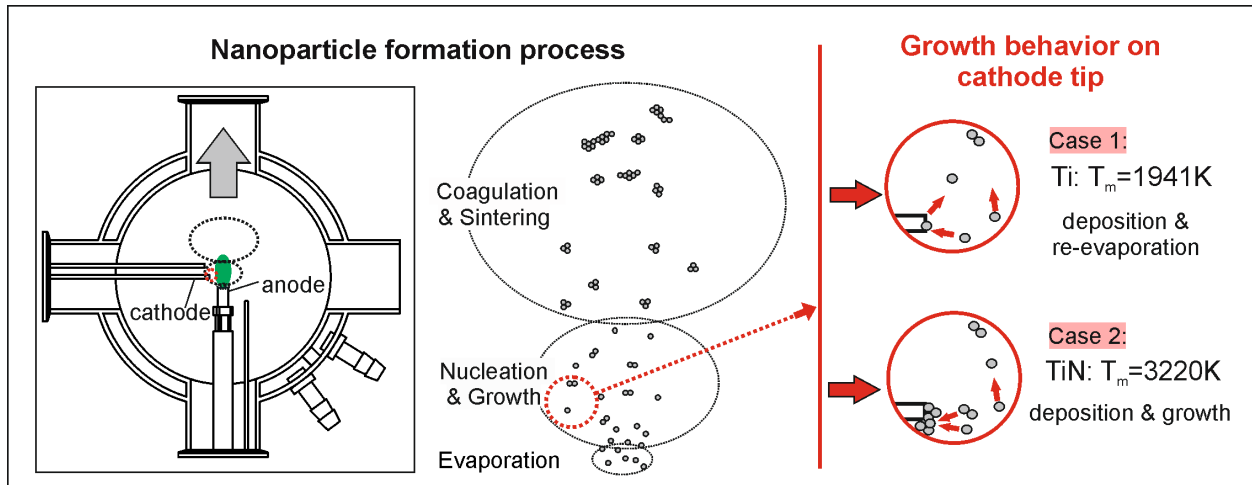 Nanoparticle formation process
cathode
anode
Coagulation
& Sintering
Nucleation
& Growth
Evaporation
Growth behavior on
cathode tip
Case 1:
Ti: Tₘ=1941K
deposition &
re-evaporation
Case 2:
TiN: Tₘ=3220K
deposition & growth